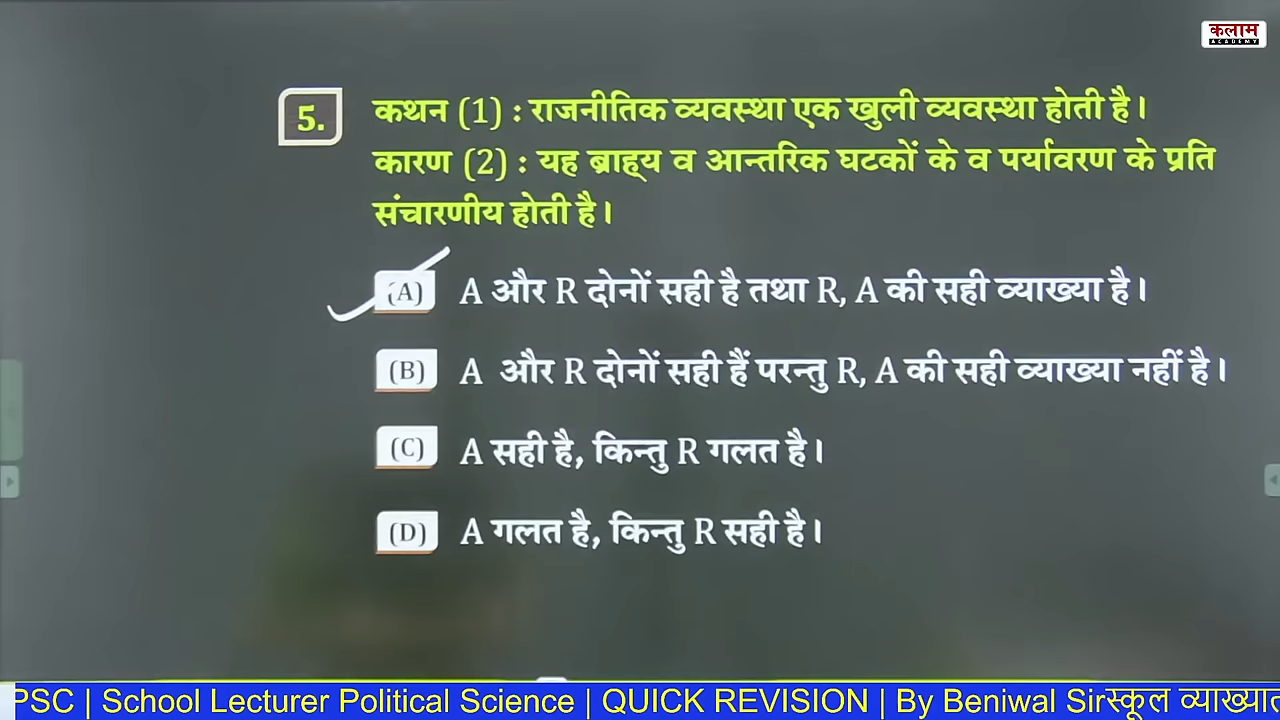 कलाम
ACADEMY
5. कथन (1) : राजनीतिक व्यवस्था एक खुली व्यवस्था होती है।
कारण (2) : यह ब्राह्य व आन्तरिक घटकों के व पर्यावरण के प्रति
संचारणीय होती है।
(A) A और R दोनों सही है तथा R, A की सही व्याख्या है।
(B) A और R दोनों सही हैं परन्तु R, A की सही व्याख्या नहीं है।
(C) A सही है, किन्तु R गलत है।
(D) A गलत है, किन्तु R सही है।
PSC | School Lecturer Political Science | QUICK REVISION | By Beniwal Sirस्कूल व्याख्यात